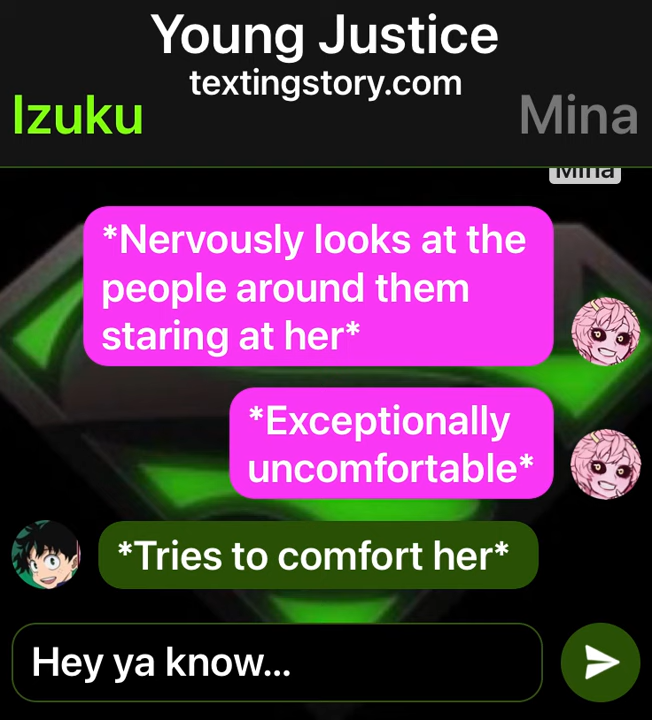 Young Justice
textingstory.com
Izuku
Mina
Mina
*Nervously looks at the
people around them
staring at her*
*Exceptionally
uncomfortable*
*Tries to comfort her*
Hey ya know...